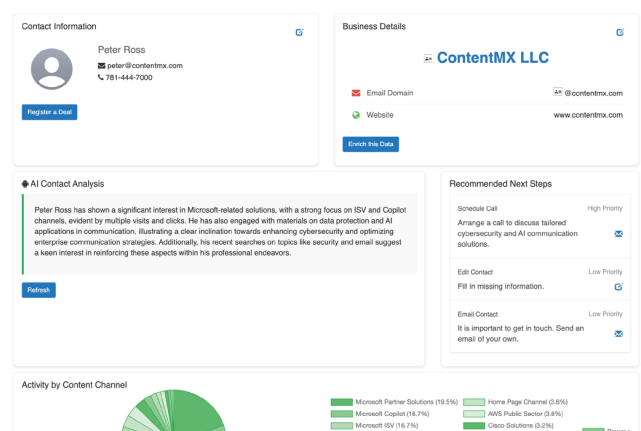 Contact Information
Peter Ross
peter@contentmx.com
781-444-7000
Register a Deal
Business Details
ContentMX LLC
Email Domain
@contentmx.com
Website
www.contentmx.com
Enrich this Data
AI Contact Analysis
Peter Ross has shown a significant interest in Microsoft-related solutions, with a strong focus on ISV and Copilot
channels, evident by multiple visits and clicks. He has also engaged with materials on data protection and AI
applications in communication, illustrating a clear inclination towards enhancing cybersecurity and optimizing
enterprise communication strategies. Additionally, his recent searches on topics like security and email suggest
a keen interest in reinforcing these aspects within his professional endeavors.
Refresh
Recommended Next Steps
Schedule Call
High Priority
Arrange a call to discuss tailored
cybersecurity and AI communication
solutions.
Edit Contact
Low Priority
Fill in missing information.
Email Contact
Low Priority
It is important to get in touch. Send an
email of your own.
Activity by Content Channel
Microsoft Partner Solutions (19.5%)
Home Page Channel (3.6%)
Microsoft Copilot (16.7%)
AWS Public Sector (3.6%)
Microsoft ISV (16.7%)
Cisco Solutions (3.2%)